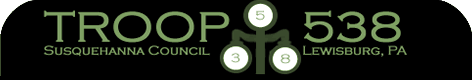 TROOP 538
5
SUSQUEHANNA COUNCIL LEWISBURG, PA
3 8